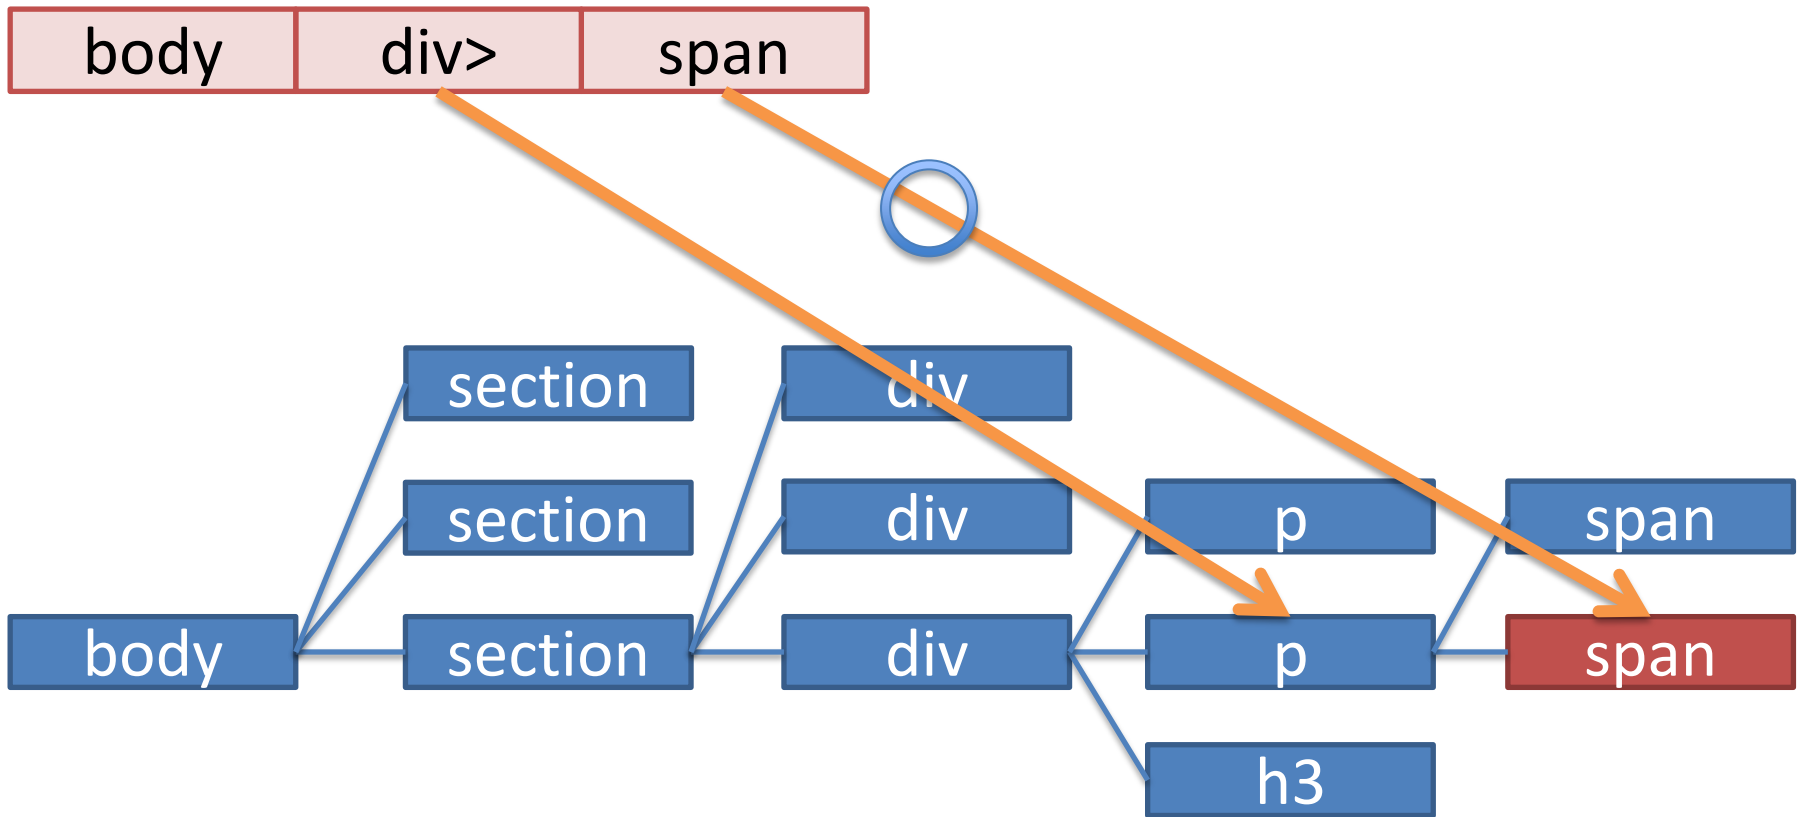 body div> span
section div
section div p span
body section div p span
h3